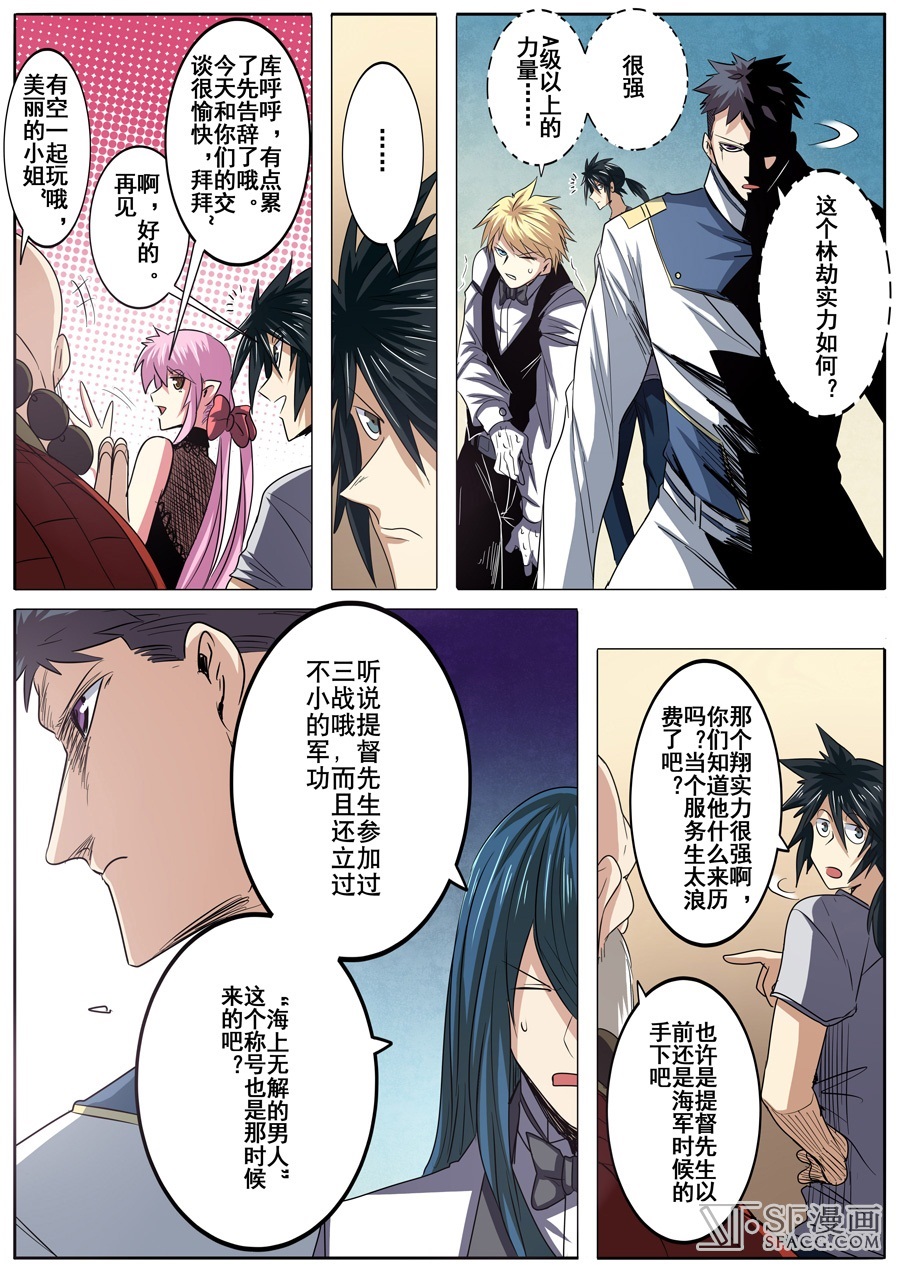 这个林劫实力如何?
很强
A级以上的
力量……
……
库呼呼,有点累
了先告辞了哦。
今天和你们的交
谈很愉快,拜拜~
啊,好的。
再见
有空一起玩哦,
美丽的小姐~
那个翔实力很强啊,
你们知道他什么来历
吗?当个服务生太浪
费了吧?
也许是提督先生以
前还是海军时候的
手下吧
听说提督先生参加过
三战哦,而且还立过
不小的军功
“海上无解的男人”
这个称号也是那时候
来的吧?
SF漫画
SFACG.COM